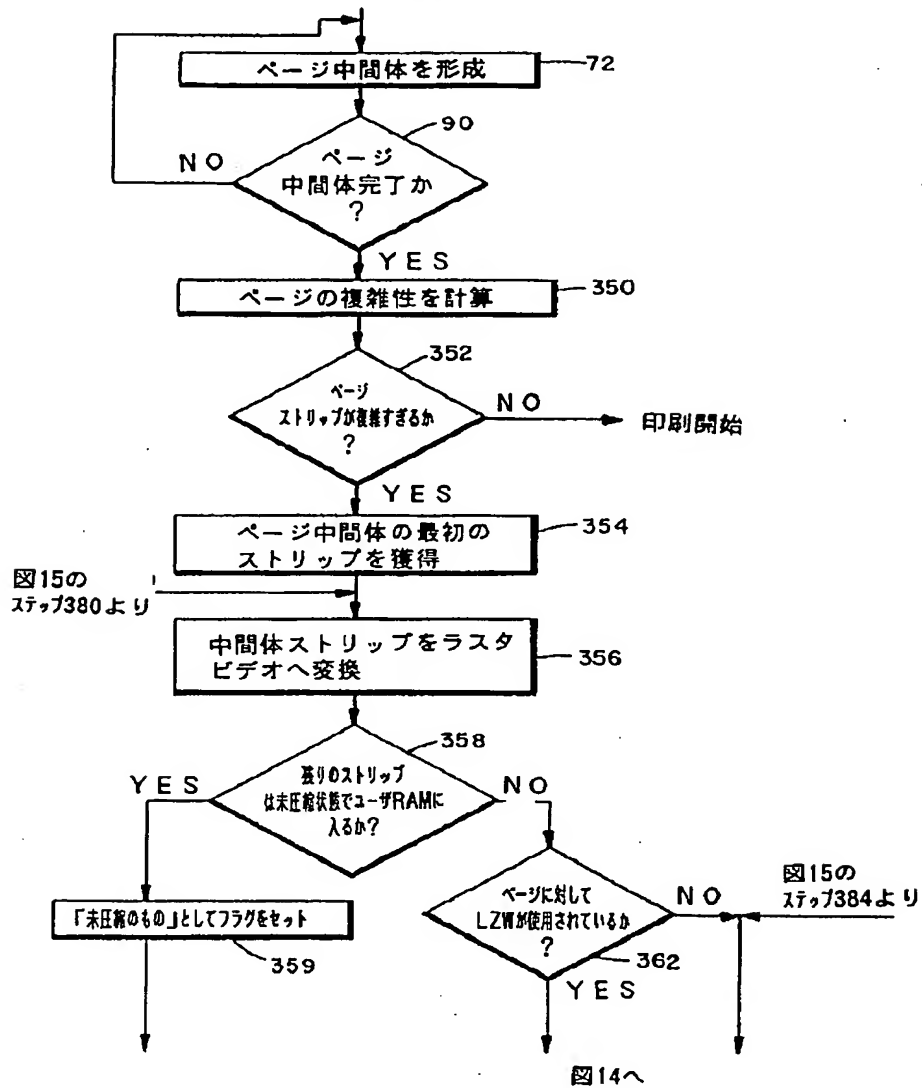 ページ中間体を形成
72
90
ページ
中間体完了か
?
NO
YES
ページの複雑性を計算
350
352
ページ
ストリップが複雑すぎるか
?
NO
印刷開始
YES
ページ中間体の最初の
ストリップを獲得
354
図15の
ステップ380より
中間体ストリップをラスタ
ビデオへ変換
356
358
残りのストリップ
は未圧縮状態でユーザRAMに
入るか?
YES
NO
「未圧縮のもの」としてフラグをセット
359
ページに対して
LZWが使用されているか
?
362
NO
図15の
ステップ384より
YES
図14へ